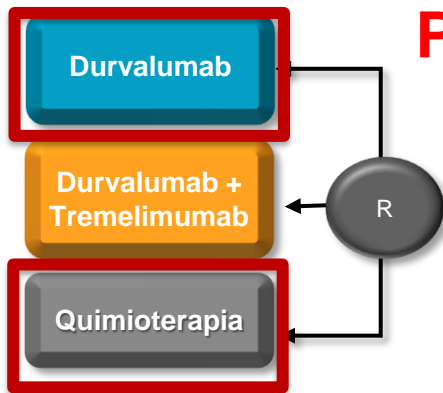 P
Durvalumab
Durvalumab +
Tremelimumab
R
Quimioterapia